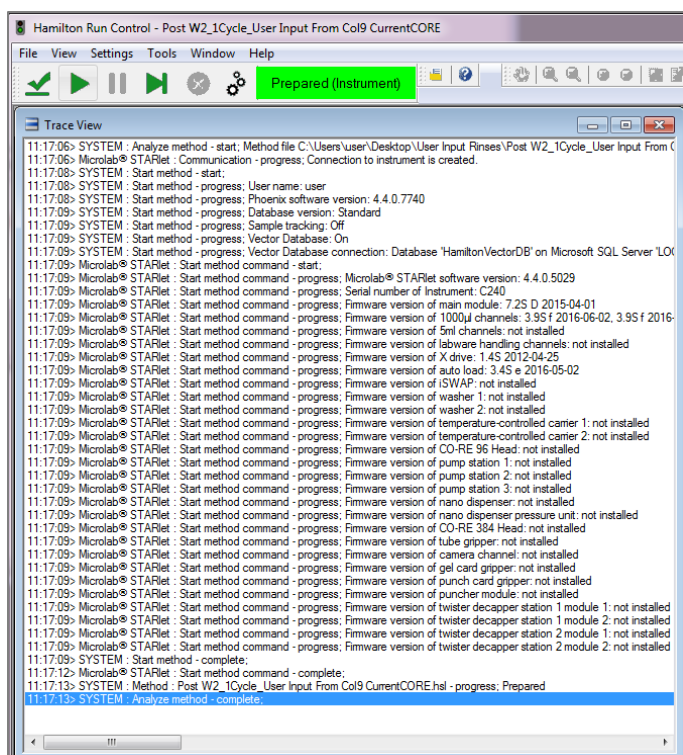 Hamilton Run Control - Post W2_1Cycle_User Input From Col9 CurrentCORE
File View Settings Tools Window Help
Prepared (Instrument)
Trace View
11:17:06> SYSTEM : Analyze method - start; Method file C:\Users\user\Desktop\User Input Rinses\Post W2_1Cycle_User Input From
11:17:06> Microlab® STARlet : Communication - progress; Connection to instrument is created.
11:17:08> SYSTEM : Start method - start;
11:17:08> SYSTEM : Start method - progress; User name: user
11:17:08> SYSTEM : Start method - progress; Phoenix software version: 4.4.0.7740
11:17:09> SYSTEM : Start method - progress; Database version: Standard
11:17:09> SYSTEM : Start method - progress; Sample tracking: Off
11:17:09> SYSTEM : Start method - progress; Vector Database: On
11:17:09> SYSTEM : Start method - progress; Vector Database connection: Database 'HamiltonVectorDB' on Microsoft SQL Server
11:17:09> Microlab® STARlet : Start method command - start;
11:17:09> Microlab® STARlet : Start method command - progress; Microlab® STARlet software version: 4.4.0.5029
11:17:09> Microlab® STARlet : Start method command - progress; Serial number of Instrument: C240
11:17:09> Microlab® STARlet : Start method command - progress; Firmware version of main module: 7.2S D 2015-04-01
11:17:09> Microlab® STARlet : Start method command - progress; Firmware version of 1000µl channels: 3.9S f 2016-06-02, 3.9S f 2016-
11:17:09> Microlab® STARlet : Start method command - progress; Firmware version of 5ml channels: not installed
11:17:09> Microlab® STARlet : Start method command - progress; Firmware version of labware handling channels: not installed
11:17:09> Microlab® STARlet : Start method command - progress; Firmware version of X drive: 1.4S 2012-04-25
11:17:09> Microlab® STARlet : Start method command - progress; Firmware version of auto load: 3.4S e 2016-05-02
11:17:09> Microlab® STARlet : Start method command - progress; Firmware version of iSWAP: not installed
11:17:09> Microlab® STARlet : Start method command - progress; Firmware version of washer 1: not installed
11:17:09> Microlab® STARlet : Start method command - progress; Firmware version of washer 2: not installed
11:17:09> Microlab® STARlet : Start method command - progress; Firmware version of temperature-controlled carrier 1: not installed
11:17:09> Microlab® STARlet : Start method command - progress; Firmware version of temperature-controlled carrier 2: not installed
11:17:09> Microlab® STARlet : Start method command - progress; Firmware version of CO-RE 96 Head: not installed
11:17:09> Microlab® STARlet : Start method command - progress; Firmware version of pump station 1: not installed
11:17:09> Microlab® STARlet : Start method command - progress; Firmware version of pump station 2: not installed
11:17:09> Microlab® STARlet : Start method command - progress; Firmware version of pump station 3: not installed
11:17:09> Microlab® STARlet : Start method command - progress; Firmware version of nano dispenser: not installed
11:17:09> Microlab® STARlet : Start method command - progress; Firmware version of nano dispenser pressure unit: not installed
11:17:09> Microlab® STARlet : Start method command - progress; Firmware version of CO-RE 384 Head: not installed
11:17:09> Microlab® STARlet : Start method command - progress; Firmware version of tube gripper: not installed
11:17:09> Microlab® STARlet : Start method command - progress; Firmware version of camera channel: not installed
11:17:09> Microlab® STARlet : Start method command - progress; Firmware version of gel card gripper: not installed
11:17:09> Microlab® STARlet : Start method command - progress; Firmware version of punch card gripper: not installed
11:17:09> Microlab® STARlet : Start method command - progress; Firmware version of puncher module: not installed
11:17:09> Microlab® STARlet : Start method command - progress; Firmware version of twister decapper station 1 module 1: not installed
11:17:09> Microlab® STARlet : Start method command - progress; Firmware version of twister decapper station 1 module 2: not installed
11:17:09> Microlab® STARlet : Start method command - progress; Firmware version of twister decapper station 2 module 1: not installed
11:17:09> Microlab® STARlet : Start method command - progress; Firmware version of twister decapper station 2 module 2: not installed
11:17:09> SYSTEM : Start method - complete;
11:17:12> Microlab® STARlet : Start method command - complete;
11:17:13> SYSTEM : Method : Post W2_1Cycle_User Input From Col9 CurrentCORE.hsl - progress; Prepared
11:17:13> SYSTEM : Analyze method - complete;